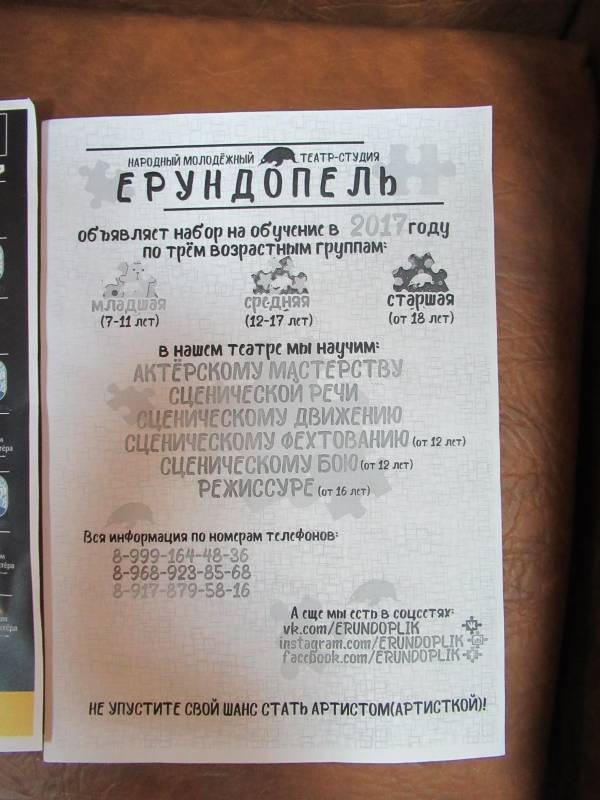 НАРОДНЫЙ МОЛОДЁЖНЫЙ ТЕАТР-СТУДИЯ
ЕРУНДОПЕЛЬ
объявляет набор на обучение в 2017 году
по трём возрастным группам:
младшая средняя старшая
(7-11 лет) (12-17 лет) (от 18 лет)
в нашем театре мы научим:
АКТЁРСКОМУ МАСТЕРСТВУ
СЦЕНИЧЕСКОЙ РЕЧИ
СЦЕНИЧЕСКОМУ ДВИЖЕНИЮ
СЦЕНИЧЕСКОМУ ФЕХТОВАНИЮ (от 12 лет)
СЦЕНИЧЕСКОМУ БОЮ (от 12 лет)
РЕЖИССУРЕ (от 16 лет)
Вся информация по номерам телефонов:
8-999-164-48-36
8-968-923-85-68
8-917-879-58-16
А еще мы есть в соцсетях:
vk.com/ERUNDOPLIK
instagram.com/ERUNDOPLIK
facebook.com/ERUNDOPLIK
НЕ УПУСТИТЕ СВОЙ ШАНС СТАТЬ АРТИСТОМ(АРТИСТКОЙ)!